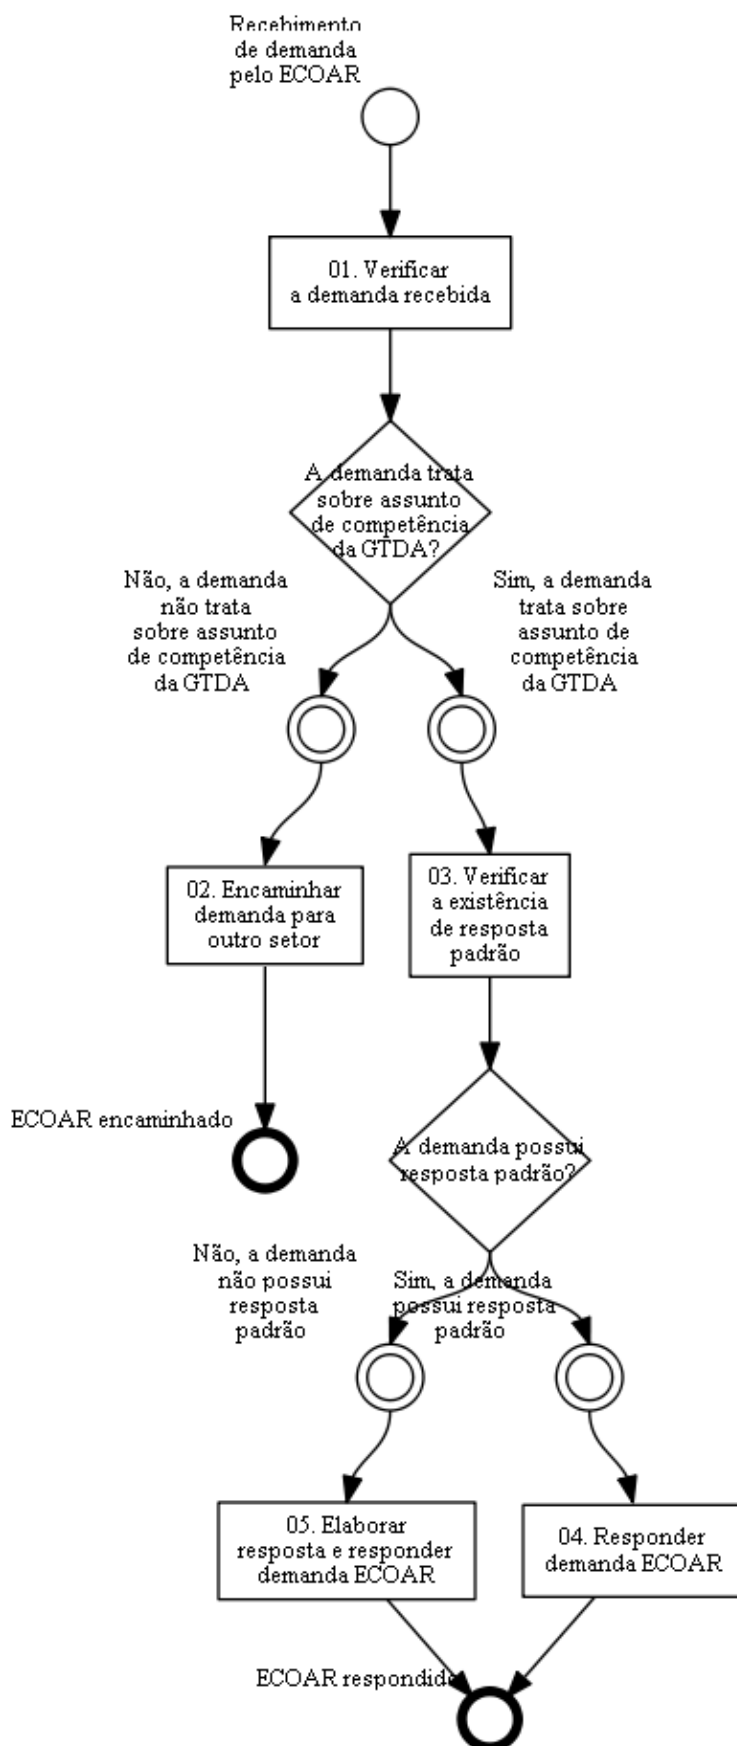 Recebimento
de demanda
pelo ECOAR
01. Verificar
a demanda recebida
A demanda trata
sobre assunto
de competência
da GTDA?
Não, a demanda
não trata
sobre assunto
de competência
da GTDA
Sim, a demanda
trata sobre
assunto de
competência
da GTDA
02. Encaminhar
demanda para
outro setor
03. Verificar
a existência
de resposta
padrão
ECOAR encaminhado
A demanda possui
resposta padrão?
Não, a demanda
não possui
resposta
padrão
Sim, a demanda
possui resposta
padrão
05. Elaborar
resposta e responder
demanda ECOAR
04. Responder
demanda ECOAR
ECOAR respondido